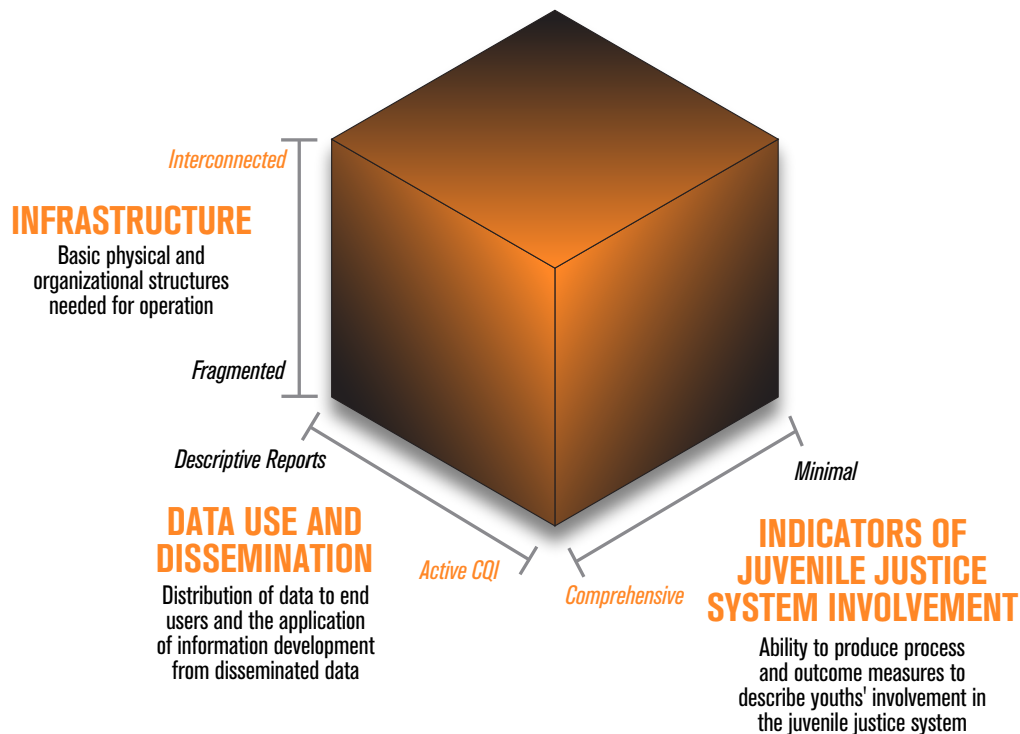 Interconnected
INFRASTRUCTURE
Basic physical and
organizational structures
needed for operation
Fragmented
Descriptive Reports
DATA USE AND
DISSEMINATION
Distribution of data to end
users and the application
of information development
from disseminated data
Active CQI
Comprehensive
Minimal
INDICATORS OF
JUVENILE JUSTICE
SYSTEM INVOLVEMENT
Ability to produce process
and outcome measures to
describe youths' involvement in
the juvenile justice system